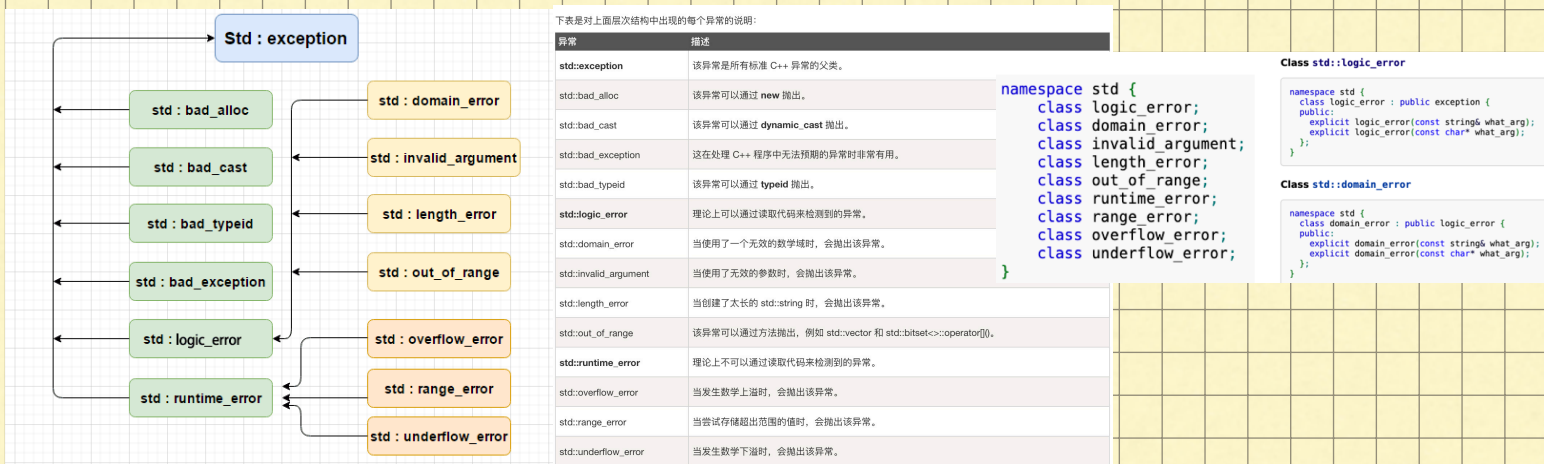 Std : exception
std : bad_alloc
std : bad_cast
std : bad_typeid
std : bad_exception
std : logic_error
std : runtime_error
std : domain_error
std : invalid_argument
std : length_error
std : out_of_range
std : overflow_error
std : range_error
std : underflow_error
下表是对上面层次结构中出现的每个异常的说明:
异常 描述
std::exception 该异常是所有标准 C++ 异常的父类。
std::bad_alloc 该异常可以通过 new 抛出。
std::bad_cast 该异常可以通过 dynamic_cast 抛出。
std::bad_exception 这在处理 C++ 程序中无法预期的异常时非常有用。
std::bad_typeid 该异常可以通过 typeid 抛出。
std::logic_error 理论上可以通过读取代码来检测到的异常。
std::domain_error 当使用了一个无效的数学域时，会抛出该异常。
std::invalid_argument 当使用了无效的参数时，会抛出该异常。
std::length_error 当创建了太长的 std::string 时，会抛出该异常。
std::out_of_range 该异常可以通过方法抛出，例如 std::vector 和 std::bitset<>::operator[]()。
std::runtime_error 理论上不可以通过读取代码来检测到的异常。
std::overflow_error 当发生数学上溢时，会抛出该异常。
std::range_error 当尝试存储超出范围的值时，会抛出该异常。
std::underflow_error 当发生数学下溢时，会抛出该异常。
namespace std {
class logic_error;
class domain_error;
class invalid_argument;
class length_error;
class out_of_range;
class runtime_error;
class range_error;
class overflow_error;
class underflow_error;
}
Class std::logic_error
namespace std {
class logic_error : public exception {
public:
explicit logic_error(const string& what_arg);
explicit logic_error(const char* what_arg);
};
}
Class std::domain_error
namespace std {
class domain_error : public logic_error {
public:
explicit domain_error(const string& what_arg);
explicit domain_error(const char* what_arg);
};
}